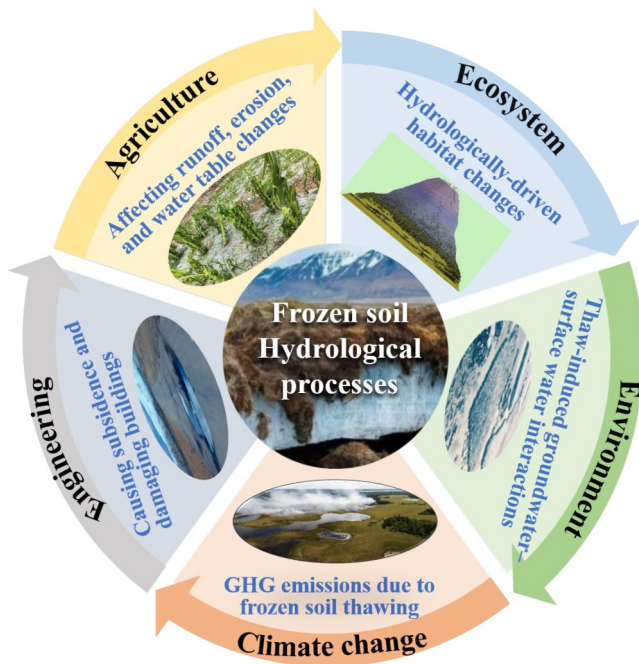 Frozen soil
Hydrological
processes
Ecosystem
Hydrologically-driven
habitat changes
Environment
Thaw-induced groundwater–
surface water interactions
Climate change
GHG emissions due to
frozen soil thawing
Engineering
Causing subsidence and
damaging buildings
Agriculture
Affecting runoff, erosion,
and water table changes